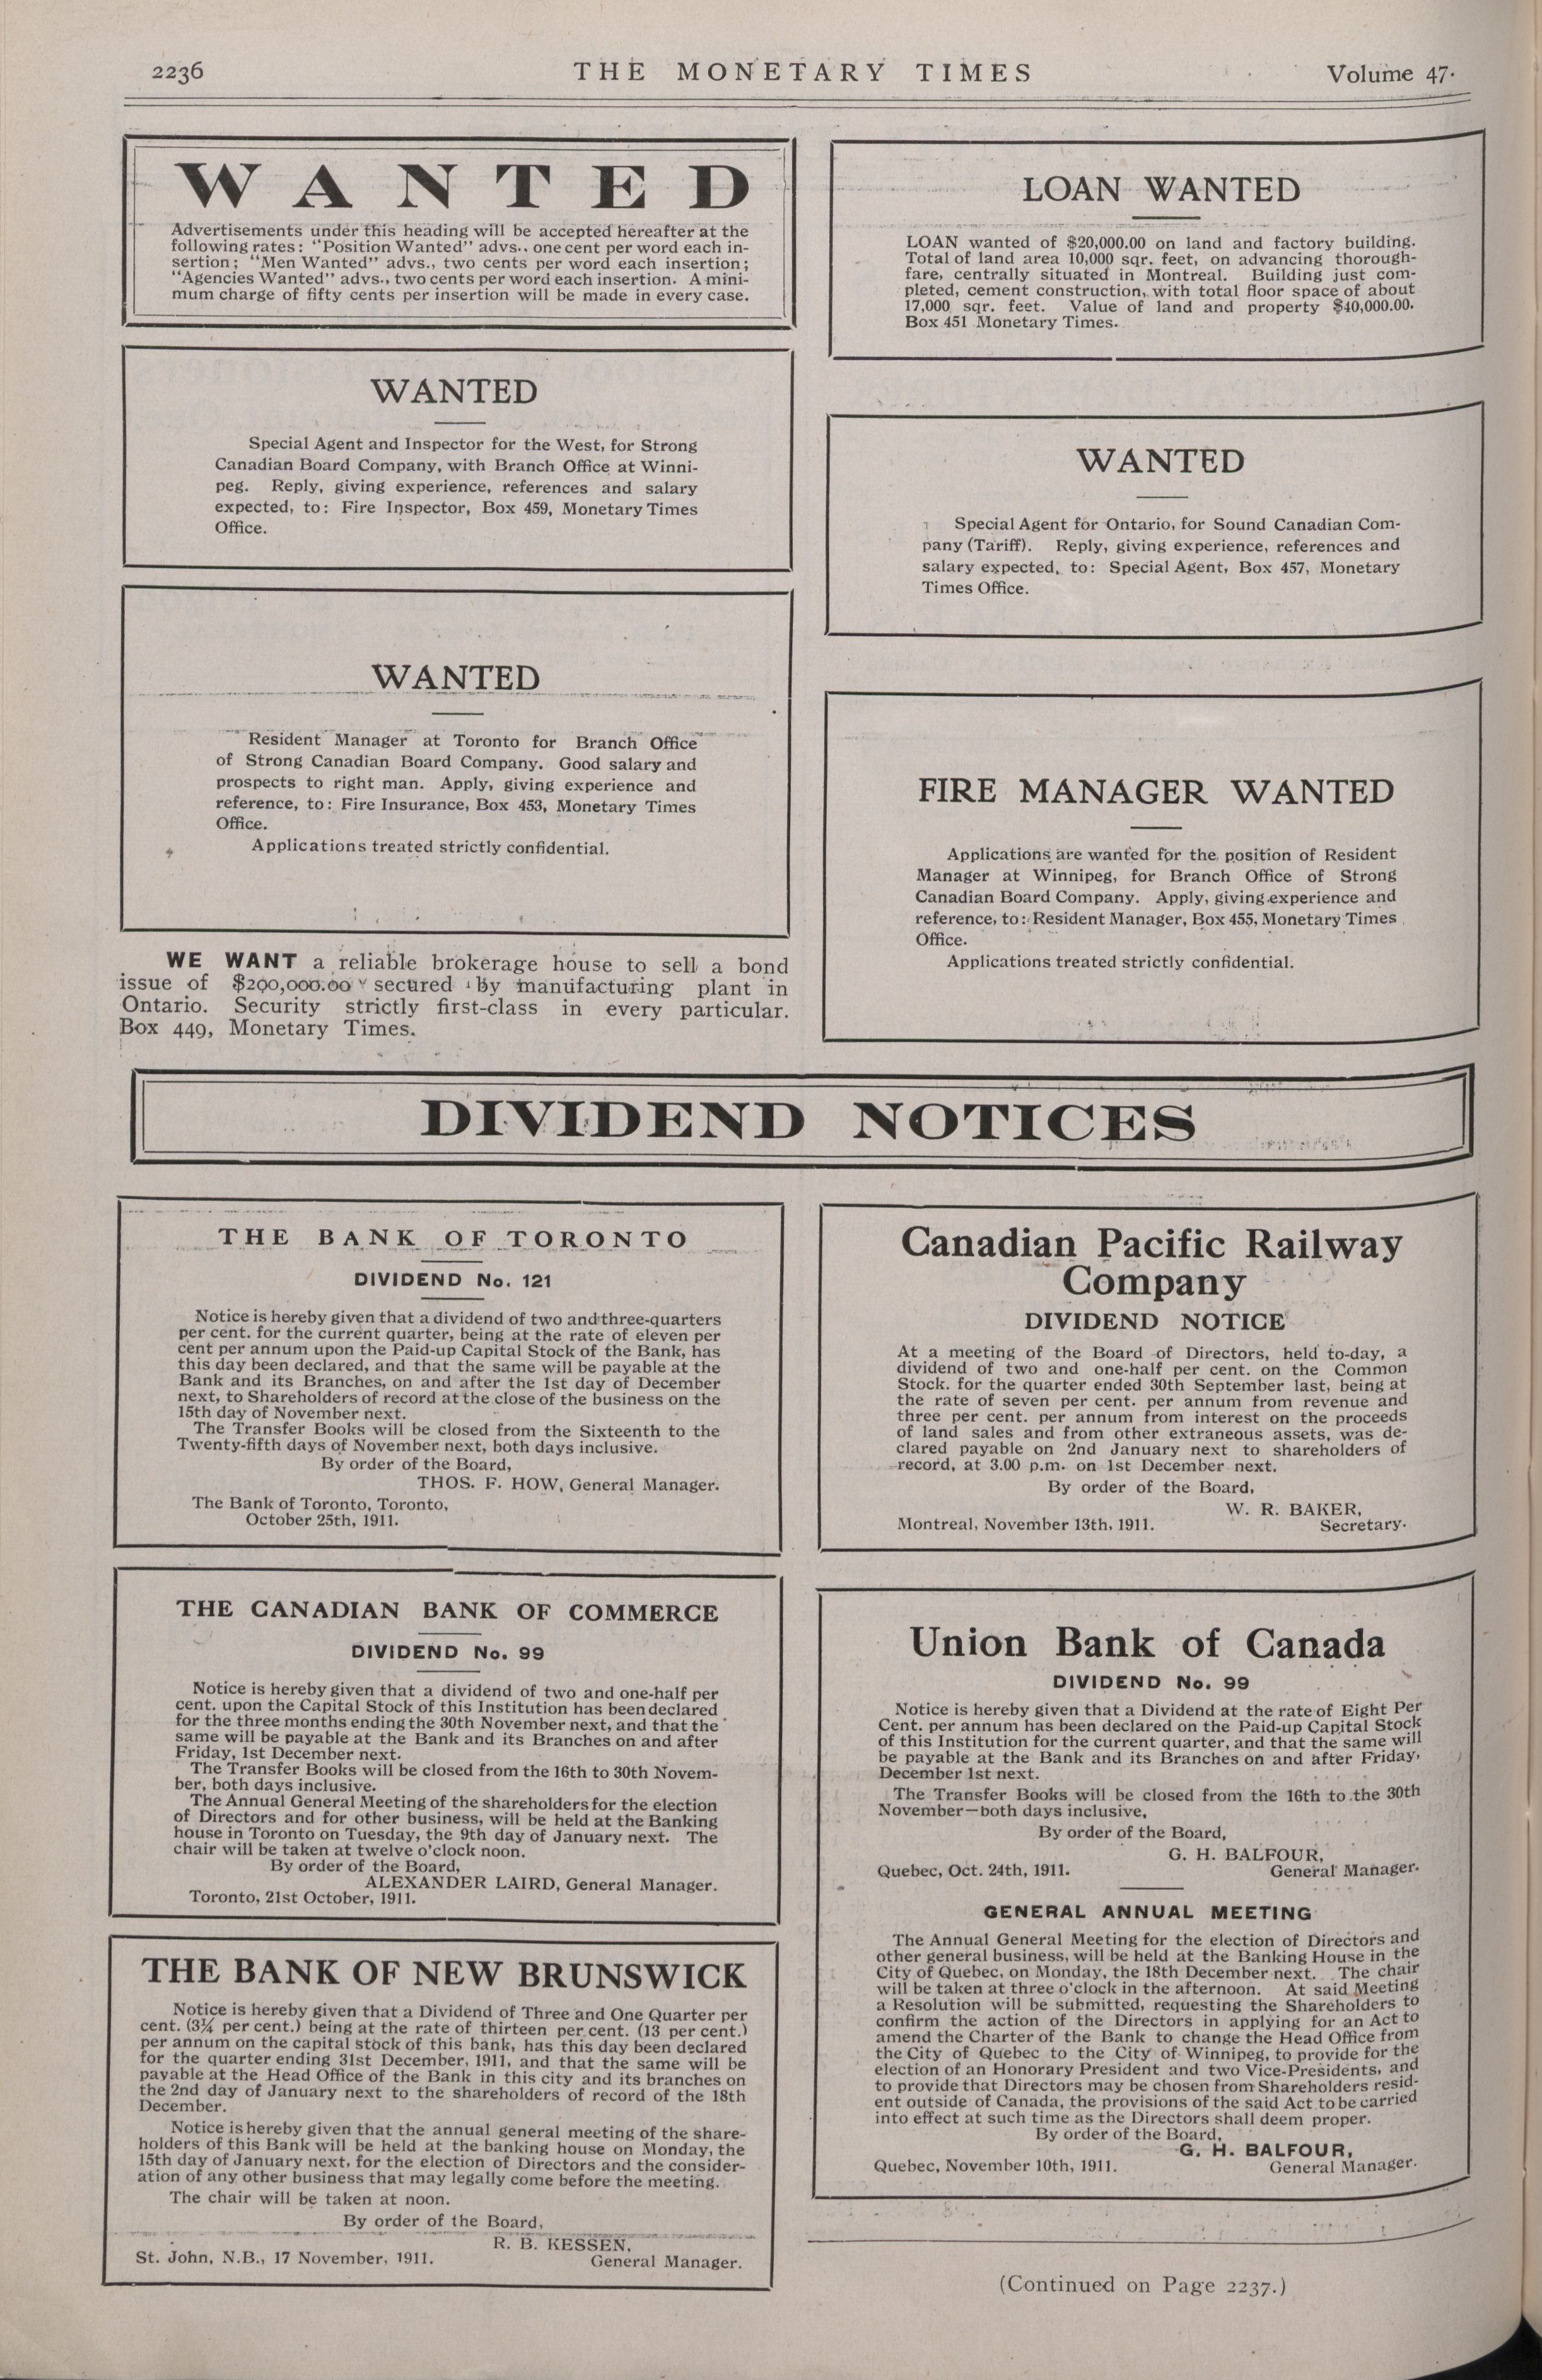 2236
THE MONETARY TIMES
Volume 47.
WANTED
Advertisements under this heading will be accepted hereafter at the
following rates: "Position Wanted" advs., one cent per word each in-
sertion; "Men Wanted" advs., two cents per word each insertion;
"Agencies Wanted" advs., two cents per word each insertion. A mini-
mum charge of fifty cents per insertion will be made in every case.
WANTED
Special Agent and Inspector for the West, for Strong
Canadian Board Company, with Branch Office at Winni-
peg. Reply, giving experience, references and salary
expected, to: Fire Inspector, Box 459, Monetary Times
Office.
WANTED
Resident Manager at Toronto for Branch Office
of Strong Canadian Board Company. Good salary and
prospects to right man. Apply, giving experience and
reference, to: Fire Insurance, Box 453, Monetary Times
Office.
Applications treated strictly confidential.
WE WANT a reliable brokerage house to sell a bond
issue of $200,000.00 secured by manufacturing plant in
Ontario. Security strictly first-class in every particular.
Box 449, Monetary Times.
LOAN WANTED
LOAN wanted of $20,000.00 on land and factory building.
Total of land area 10,000 sqr. feet, on advancing thorough-
fare, centrally situated in Montreal. Building just com-
pleted, cement construction, with total floor space of about
17,000 sqr. feet. Value of land and property $40,000.00.
Box 451 Monetary Times.
WANTED
Special Agent for Ontario, for Sound Canadian Com-
pany (Tariff). Reply, giving experience, references and
salary expected, to: Special Agent, Box 457, Monetary
Times Office.
FIRE MANAGER WANTED
Applications are wanted for the position of Resident
Manager at Winnipeg, for Branch Office of Strong
Canadian Board Company. Apply, giving experience and
reference, to: Resident Manager, Box 455, Monetary Times
Office.
Applications treated strictly confidential.
DIVIDEND NOTICES
THE BANK OF TORONTO
DIVIDEND No. 121
Notice is hereby given that a dividend of two and three-quarters
per cent. for the current quarter, being at the rate of eleven per
cent per annum upon the Paid-up Capital Stock of the Bank, has
this day been declared, and that the same will be payable at the
Bank and its Branches, on and after the 1st day of December
next, to Shareholders of record at the close of the business on the
15th day of November next.
The Transfer Books will be closed from the Sixteenth to the
Twenty-fifth days of November next, both days inclusive.
By order of the Board,
THOS. F. HOW, General Manager.
The Bank of Toronto, Toronto,
October 25th, 1911.
THE CANADIAN BANK OF COMMERCE
DIVIDEND No. 99
Notice is hereby given that a dividend of two and one-half per
cent. upon the Capital Stock of this Institution has been declared
for the three months ending the 30th November next, and that the
same will be payable at the Bank and its Branches on and after
Friday, 1st December next.
The Transfer Books will be closed from the 16th to 30th Novem-
ber, both days inclusive.
The Annual General Meeting of the shareholders for the election
of Directors and for other business, will be held at the Banking
house in Toronto on Tuesday, the 9th day of January next. The
chair will be taken at twelve o'clock noon.
By order of the Board,
ALEXANDER LAIRD, General Manager.
Toronto, 21st October, 1911.
THE BANK OF NEW BRUNSWICK
Notice is hereby given that a Dividend of Three and One Quarter per
cent. (3¼ per cent.) being at the rate of thirteen per cent. (13 per cent.)
per annum on the capital stock of this bank, has this day been declared
for the quarter ending 31st December, 1911, and that the same will be
payable at the Head Office of the Bank in this city and its branches on
the 2nd day of January next to the shareholders of record of the 18th
December.
Notice is hereby given that the annual general meeting of the share-
holders of this Bank will be held at the banking house on Monday, the
15th day of January next, for the election of Directors and the consider-
ation of any other business that may legally come before the meeting.
The chair will be taken at noon.
By order of the Board,
R. B. KESSEN,
St. John, N.B., 17 November, 1911. General Manager.
Canadian Pacific Railway
Company
DIVIDEND NOTICE
At a meeting of the Board of Directors, held to-day, a
dividend of two and one-half per cent. on the Common
Stock. for the quarter ended 30th September last, being at
the rate of seven per cent. per annum from revenue and
three per cent. per annum from interest on the proceeds
of land sales and from other extraneous assets, was de-
clared payable on 2nd January next to shareholders of
record, at 3.00 p.m. on 1st December next.
By order of the Board,
W. R. BAKER,
Montreal, November 13th, 1911. Secretary.
Union Bank of Canada
DIVIDEND No. 99
Notice is hereby given that a Dividend at the rate of Eight Per
Cent. per annum has been declared on the Paid-up Capital Stock
of this Institution for the current quarter, and that the same will
be payable at the Bank and its Branches on and after Friday,
December 1st next.
The Transfer Books will be closed from the 16th to the 30th
November—both days inclusive,
By order of the Board,
G. H. BALFOUR,
Quebec, Oct. 24th, 1911. General Manager.
GENERAL ANNUAL MEETING
The Annual General Meeting for the election of Directors and
other general business, will be held at the Banking House in the
City of Quebec, on Monday, the 18th December next. The chair
will be taken at three o'clock in the afternoon. At said Meeting
a Resolution will be submitted, requesting the Shareholders to
confirm the action of the Directors in applying for an Act to
amend the Charter of the Bank to change the Head Office from
the City of Quebec to the City of Winnipeg, to provide for the
election of an Honorary President and two Vice-Presidents, and
to provide that Directors may be chosen from Shareholders resid-
ent outside of Canada, the provisions of the said Act to be carried
into effect at such time as the Directors shall deem proper.
By order of the Board,
G. H. BALFOUR,
Quebec, November 10th, 1911. General Manager.
(Continued on Page 2237.)